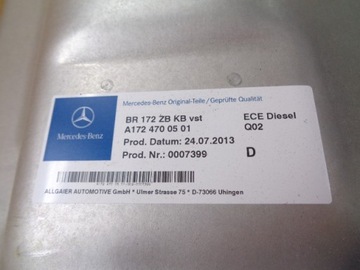 Mercedes-Benz Original-Teile / Geprüfte Qualität
Mercedes-Benz
BR 172 ZB KB vst
ECE Diesel
A172 470 05 01
Q02
Prod. Datum: 24.07.2013
Prod. Nr.: 0007399
D
ALLGAIER AUTOMOTIVE GmbH * Ulmer Strasse 75 * D-73066 Uhingen